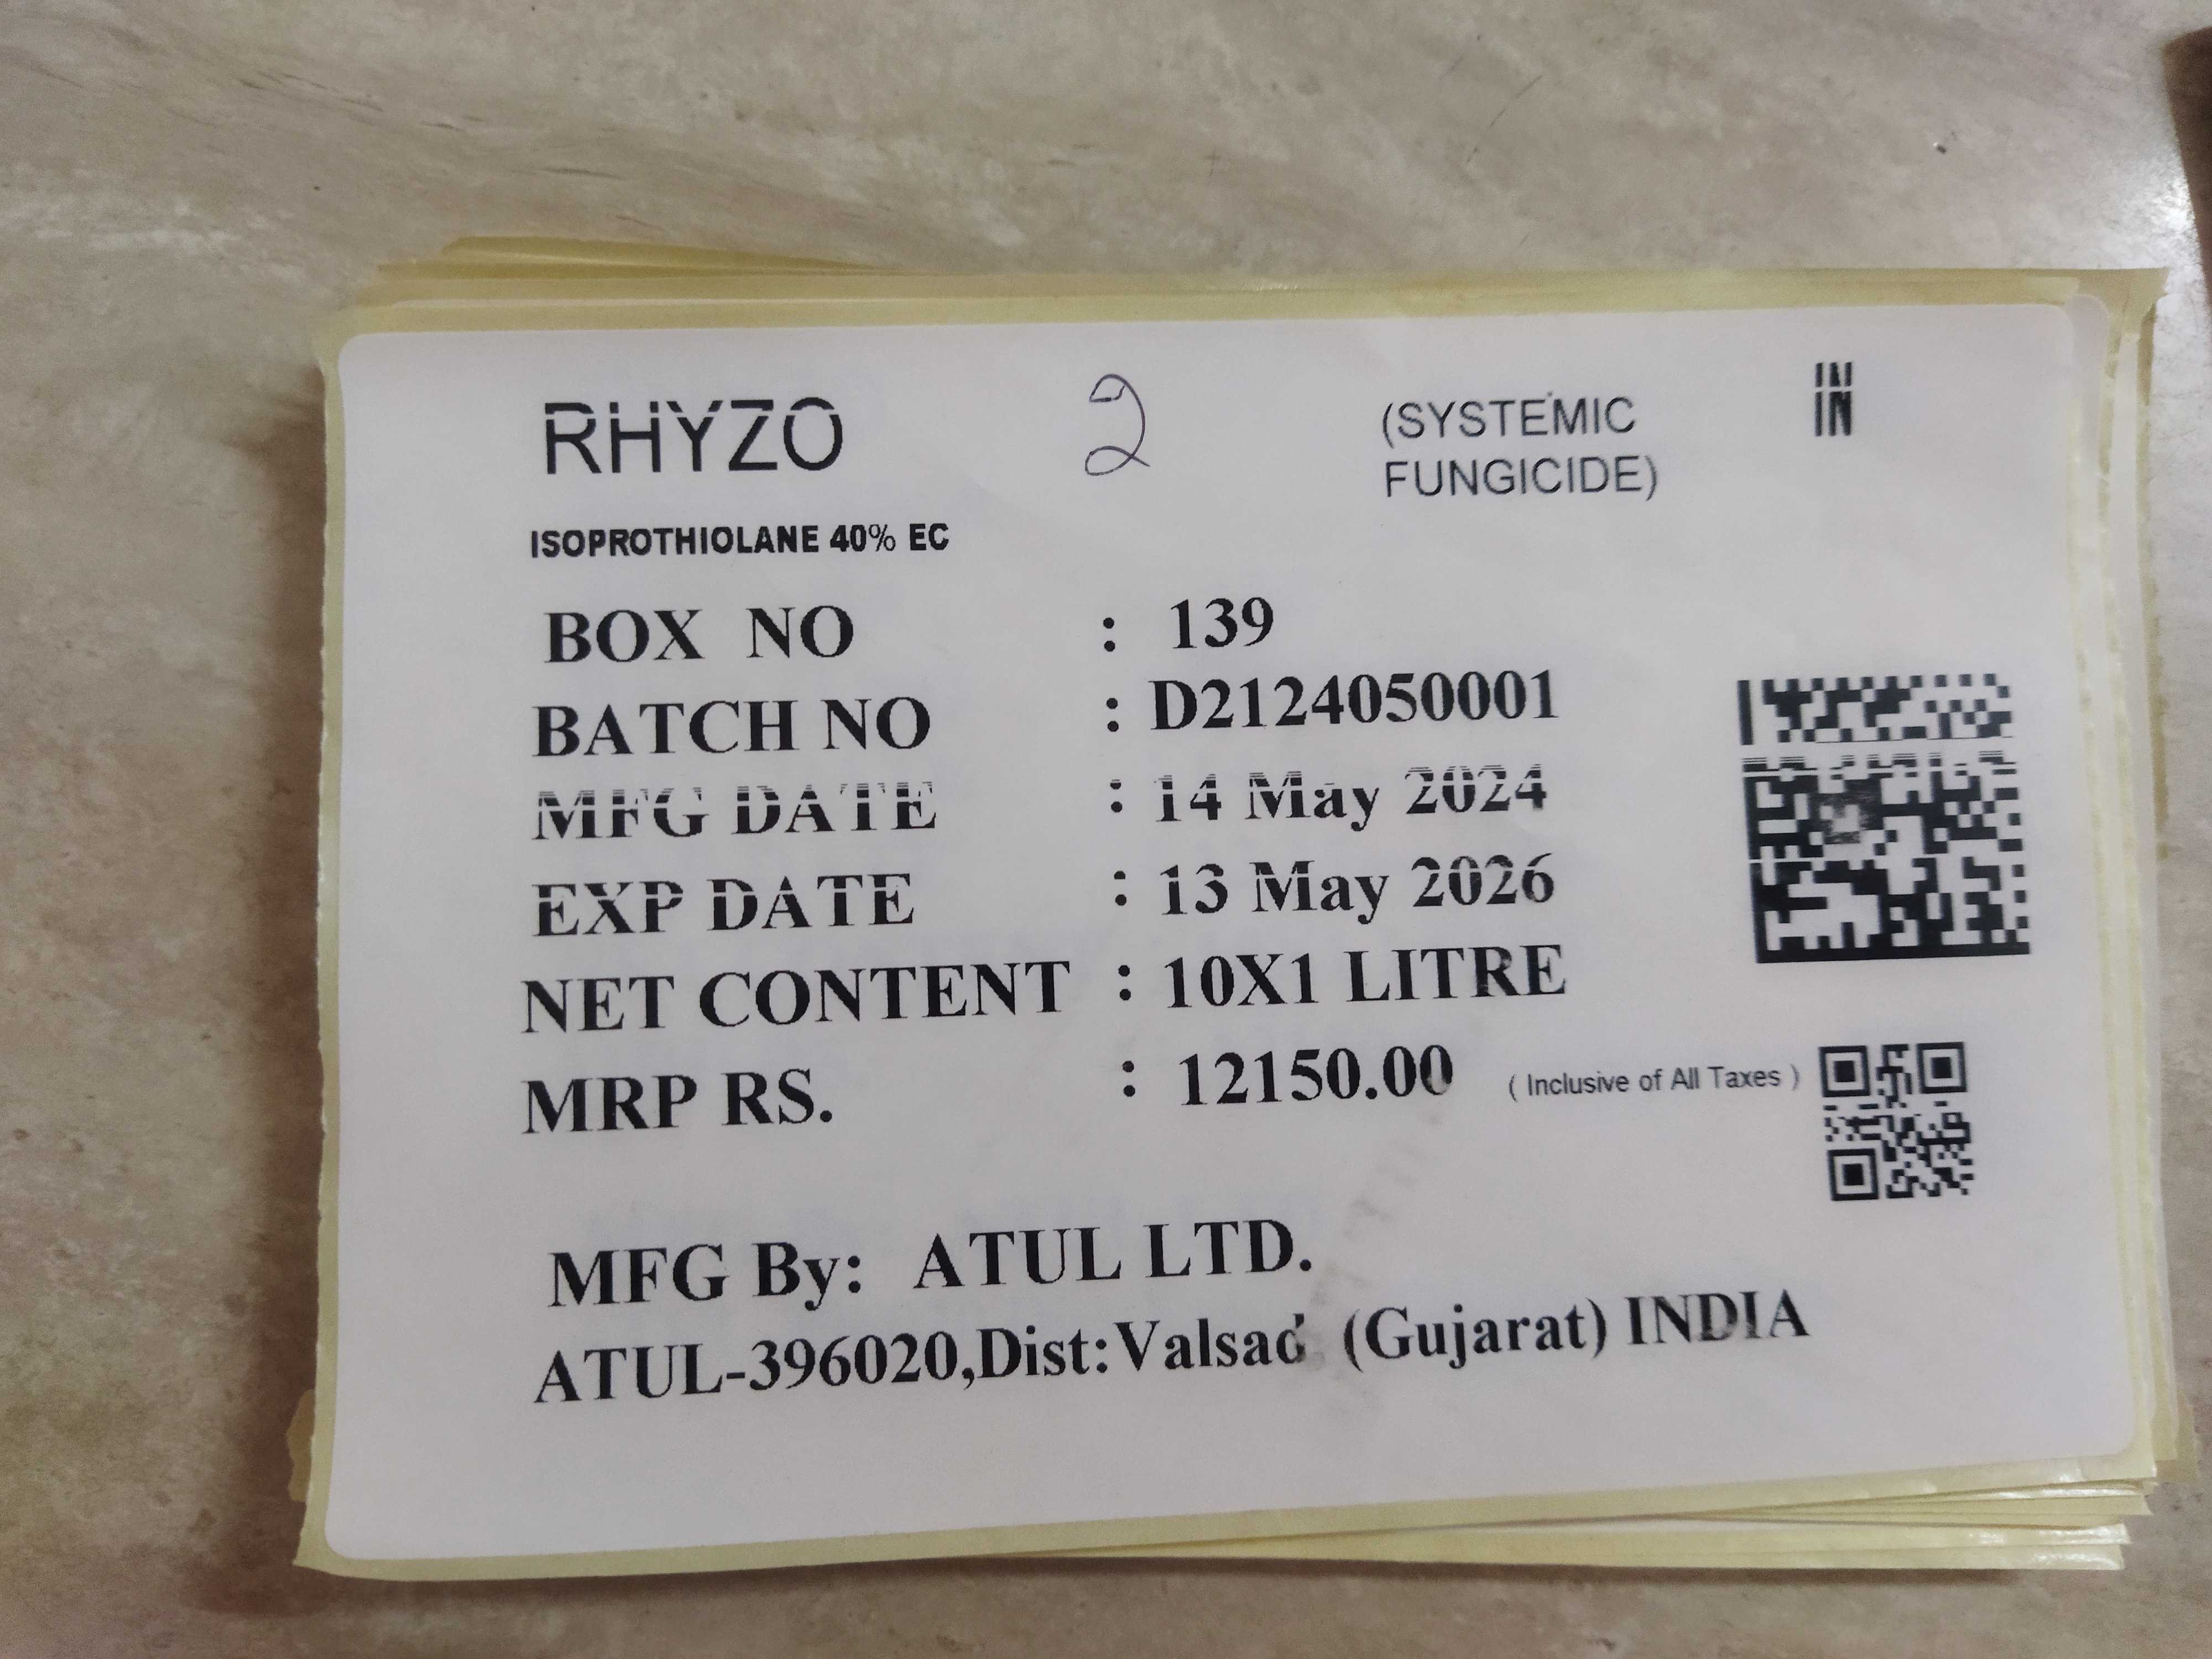 RHYZO
2
(SYSTEMIC
FUNGICIDE)
IN
ISOPROTHIOLANE 40% EC
BOX NO : 139
BATCH NO : D2124050001
MFG DATE : 14 May 2024
EXP DATE : 13 May 2026
NET CONTENT : 10X1 LITRE
MRP RS. : 12150.00 ( Inclusive of All Taxes )
MFG By: ATUL LTD.
ATUL-396020,Dist:Valsad (Gujarat) INDIA